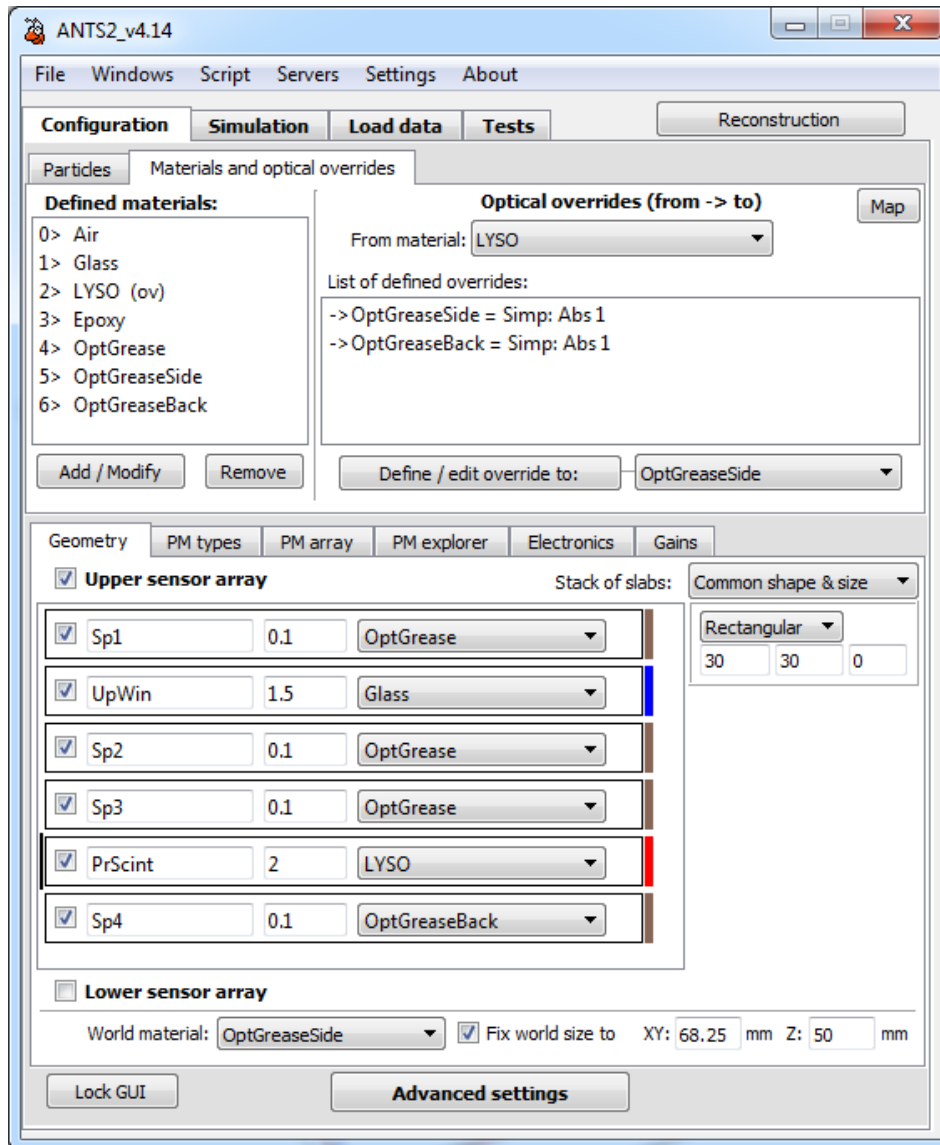 ANTS2_v4.14
File Windows Script Servers Settings About
Configuration Simulation Load data Tests Reconstruction
Particles Materials and optical overrides
Defined materials:
0> Air
1> Glass
2> LYSO (ov)
3> Epoxy
4> OptGrease
5> OptGreaseSide
6> OptGreaseBack
Add / Modify Remove
Optical overrides (from -> to) Map
From material: LYSO
List of defined overrides:
->OptGreaseSide = Simp: Abs 1
->OptGreaseBack = Simp: Abs 1
Define / edit override to: OptGreaseSide
Geometry PM types PM array PM explorer Electronics Gains
Upper sensor array Stack of slabs: Common shape & size
Rectangular
30 30 0
Sp1 0.1 OptGrease
UpWin 1.5 Glass
Sp2 0.1 OptGrease
Sp3 0.1 OptGrease
PrScint 2 LYSO
Sp4 0.1 OptGreaseBack
Lower sensor array
World material: OptGreaseSide Fix world size to XY: 68.25 mm Z: 50 mm
Lock GUI Advanced settings